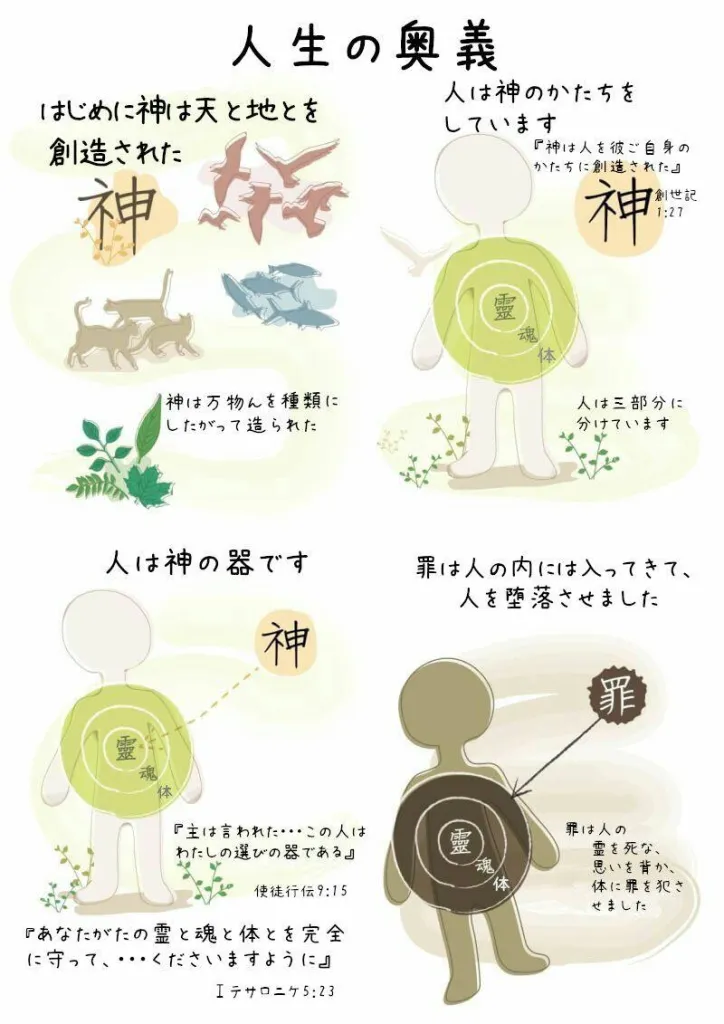 人生の奥義
はじめに神は天と地とを
創造された
神
神は万物んを種類に
したがって造られた
人は神のかたちを
しています
『神は人を彼ご自身の
かたちに創造された』
創世記
1:27
神
靈
魂
体
人は三部分に
分けています
人は神の器です
神
靈
魂
体
『主は言われた・・・この人は
わたしの選びの器である』
使徒行伝9:15
『あなたがたの霊と魂と体とを完全
に守って、・・・くださいますように』
Iテサロニケ5:23
罪は人の内には入ってきて、
人を堕落させました
罪
靈
魂
体
罪は人の
霊を死な、
思いを背か、
体に罪を犯さ
せました